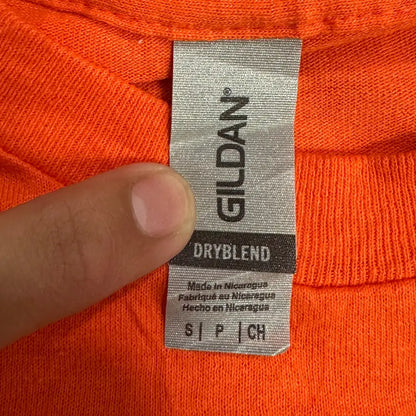 GILDAN®
DRYBLEND
Made in Nicaragua
Fabriqué au Nicaragua
Hecho en Nicaragua
S | P | CH